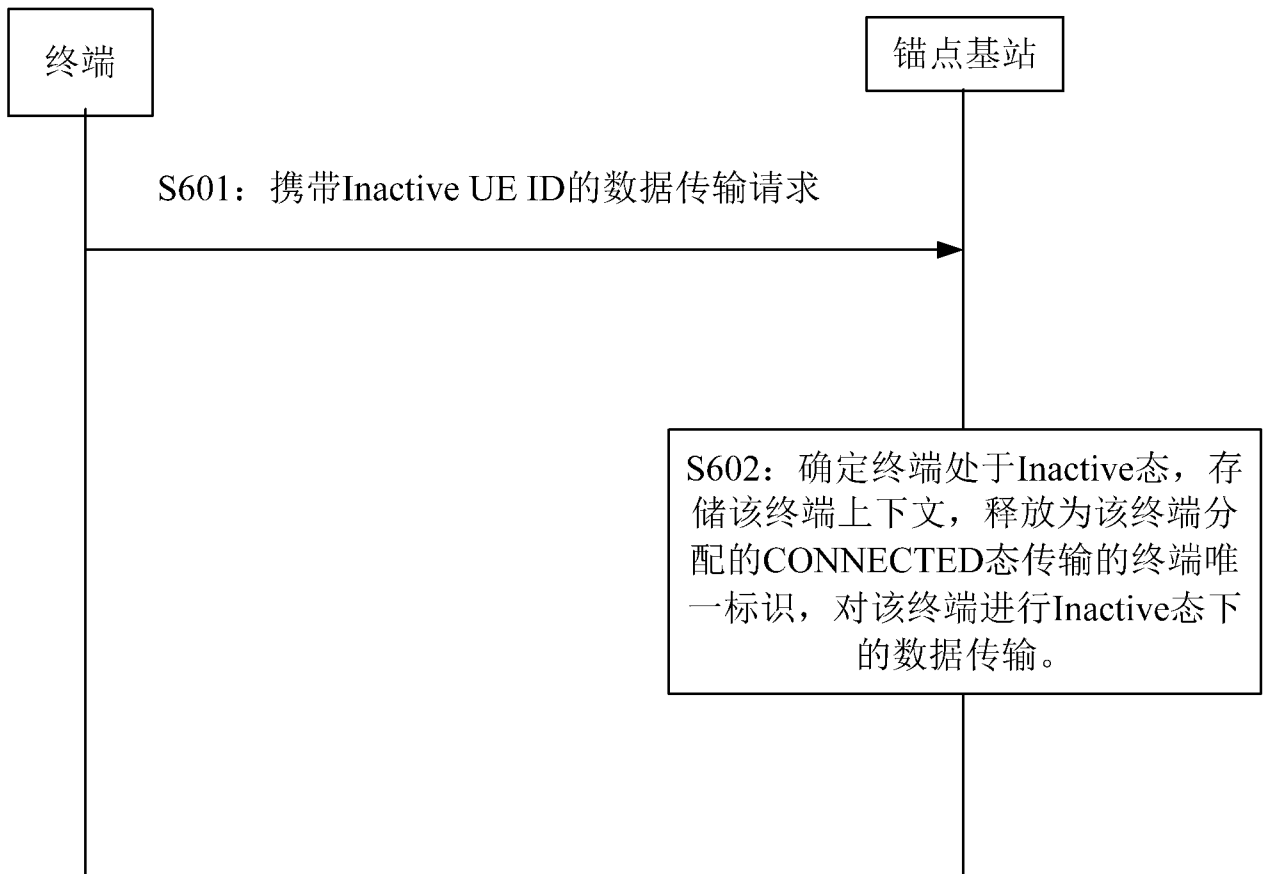 终端
锚点基站
S601：携带Inactive UE ID的数据传输请求
S602：确定终端处于Inactive态，存
储该终端上下文，释放为该终端分
配的CONNECTED态传输的终端唯
一标识，对该终端进行Inactive态下
的数据传输。